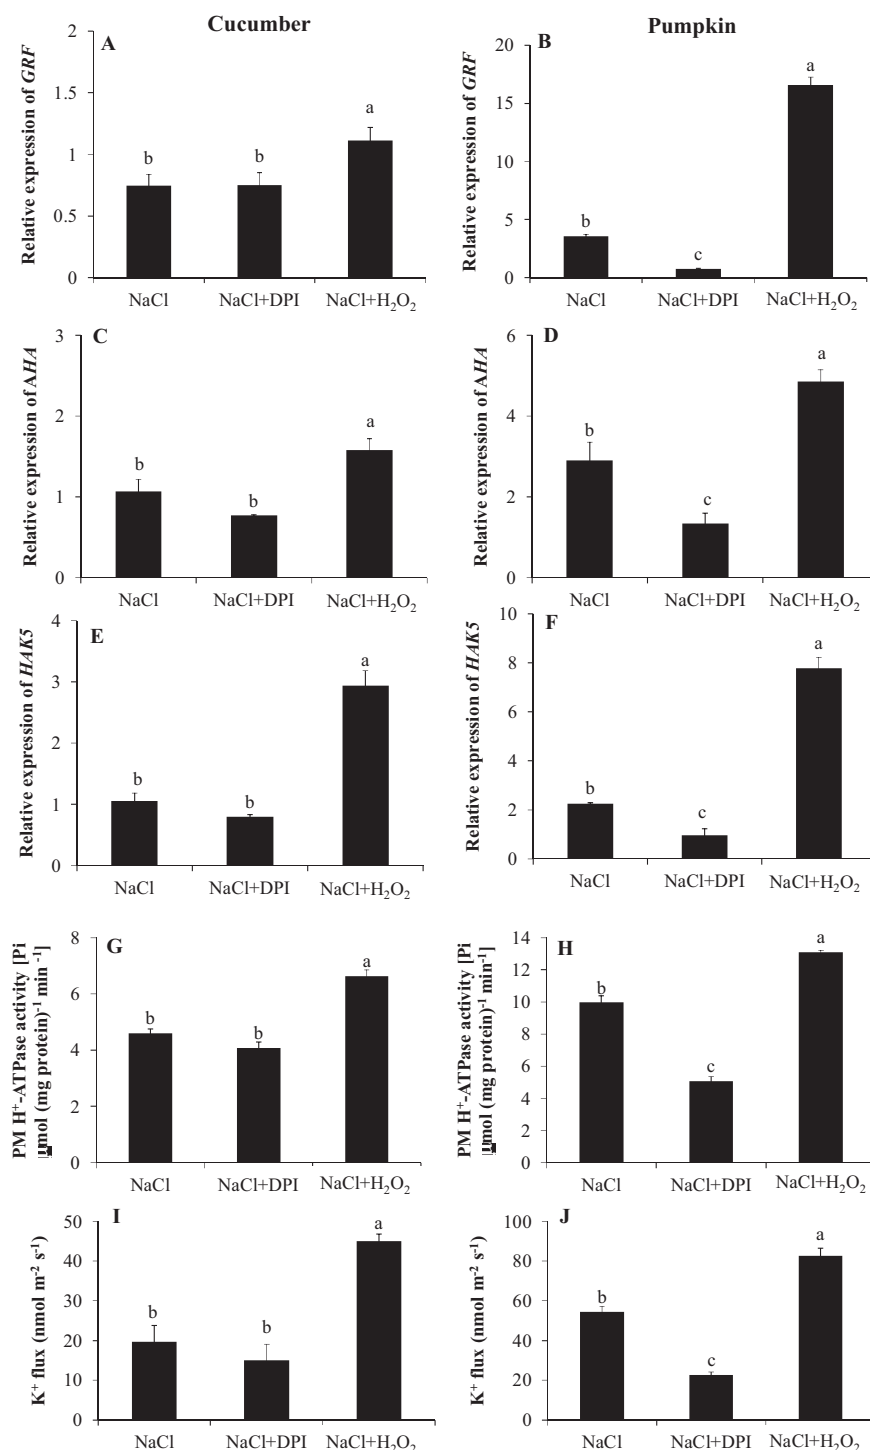 Cucumber
Pumpkin
A
Relative expression of GRF
2
1.5
1
0.5
0
b
b
a
NaCl
NaCl+DPI
NaCl+H₂O₂
B
Relative expression of GRF
20
15
10
5
0
b
c
a
NaCl
NaCl+DPI
NaCl+H₂O₂
C
Relative expression of AHA
3
2
1
0
b
b
a
NaCl
NaCl+DPI
NaCl+H₂O₂
D
Relative expression of AHA
6
4
2
0
b
c
a
NaCl
NaCl+DPI
NaCl+H₂O₂
E
Relative expression of HAK5
4
3
2
1
0
b
b
a
NaCl
NaCl+DPI
NaCl+H₂O₂
F
Relative expression of HAK5
10
8
6
4
2
0
b
c
a
NaCl
NaCl+DPI
NaCl+H₂O₂
G
PM H⁺-ATPase activity [Pi
μmol (mg protein)⁻¹ min⁻¹]
8
6
4
2
0
b
b
a
NaCl
NaCl+DPI
NaCl+H₂O₂
H
PM H⁺-ATPase activity [Pi
μmol (mg protein)⁻¹ min⁻¹]
14
12
10
8
6
4
2
0
b
c
a
NaCl
NaCl+DPI
NaCl+H₂O₂
I
K⁺ flux (nmol m⁻² s⁻¹)
50
40
30
20
10
0
b
b
a
NaCl
NaCl+DPI
NaCl+H₂O₂
J
K⁺ flux (nmol m⁻² s⁻¹)
100
80
60
40
20
0
b
c
a
NaCl
NaCl+DPI
NaCl+H₂O₂